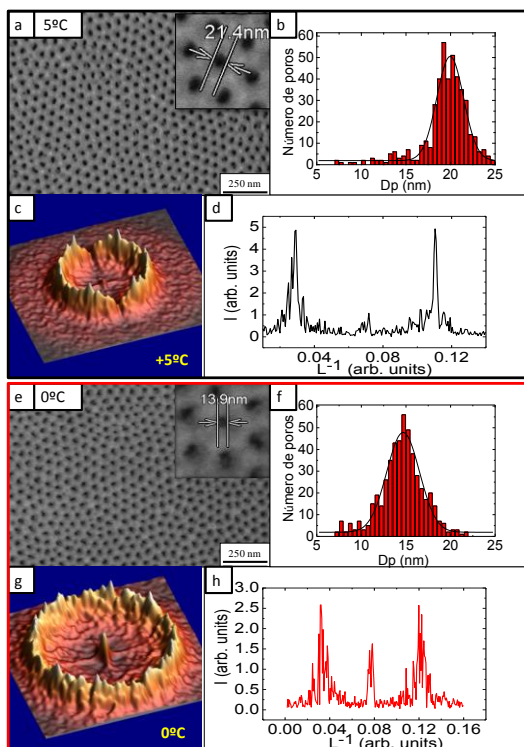 a 5ºC
21.4nm
250 nm
b
Número de poros
60
50
40
30
20
10
0
5 10 15 20 25
Dp (nm)
c
+5ºC
d
I (arb. units)
5
4
3
2
1
0
0.04 0.08 0.12
L-1 (arb. units)
e 0ºC
13.9nm
250 nm
f
Número de poros
60
50
40
30
20
10
0
5 10 15 20 25
Dp (nm)
g
0ºC
h
I (arb. units)
3.0
2.5
2.0
1.5
1.0
0.5
0.0
0.00 0.04 0.08 0.12 0.16
L-1 (arb. units)